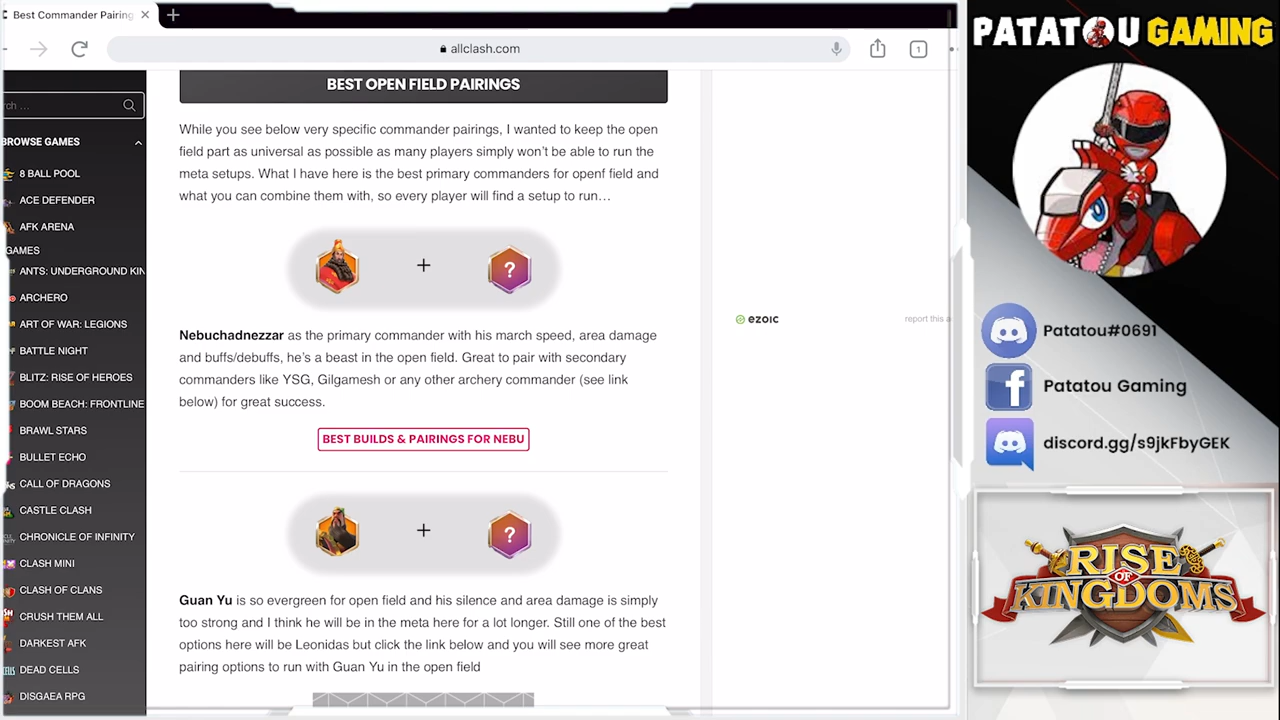 Best Commander Pairing
allclash.com
ch ...
BROWSE GAMES
8 BALL POOL
ACE DEFENDER
AFK ARENA
GAMES
ANTS: UNDERGROUND KIN
ARCHERO
ART OF WAR: LEGIONS
BATTLE NIGHT
BLITZ: RISE OF HEROES
BOOM BEACH: FRONTLINE
BRAWL STARS
BULLET ECHO
CALL OF DRAGONS
CASTLE CLASH
CHRONICLE OF INFINITY
CLASH MINI
CLASH OF CLANS
CRUSH THEM ALL
DARKEST AFK
DEAD CELLS
DISGAEA RPG
BEST OPEN FIELD PAIRINGS
While you see below very specific commander pairings, I wanted to keep the open
field part as universal as possible as many players simply won't be able to run the
meta setups. What I have here is the best primary commanders for openf field and
what you can combine them with, so every player will find a setup to run…
+ ?
Nebuchadnezzar as the primary commander with his march speed, area damage
and buffs/debuffs, he's a beast in the open field. Great to pair with secondary
commanders like YSG, Gilgamesh or any other archery commander (see link
below) for great success.
BEST BUILDS & PAIRINGS FOR NEBU
+ ?
Guan Yu is so evergreen for open field and his silence and area damage is simply
too strong and I think he will be in the meta here for a lot longer. Still one of the best
options here will be Leonidas but click the link below and you will see more great
pairing options to run with Guan Yu in the open field
ezoic
report this a
PATATOU GAMING
Patatou#0691
Patatou Gaming
discord.gg/s9jkFbyGEK
RISE
OF
KINGDOMS